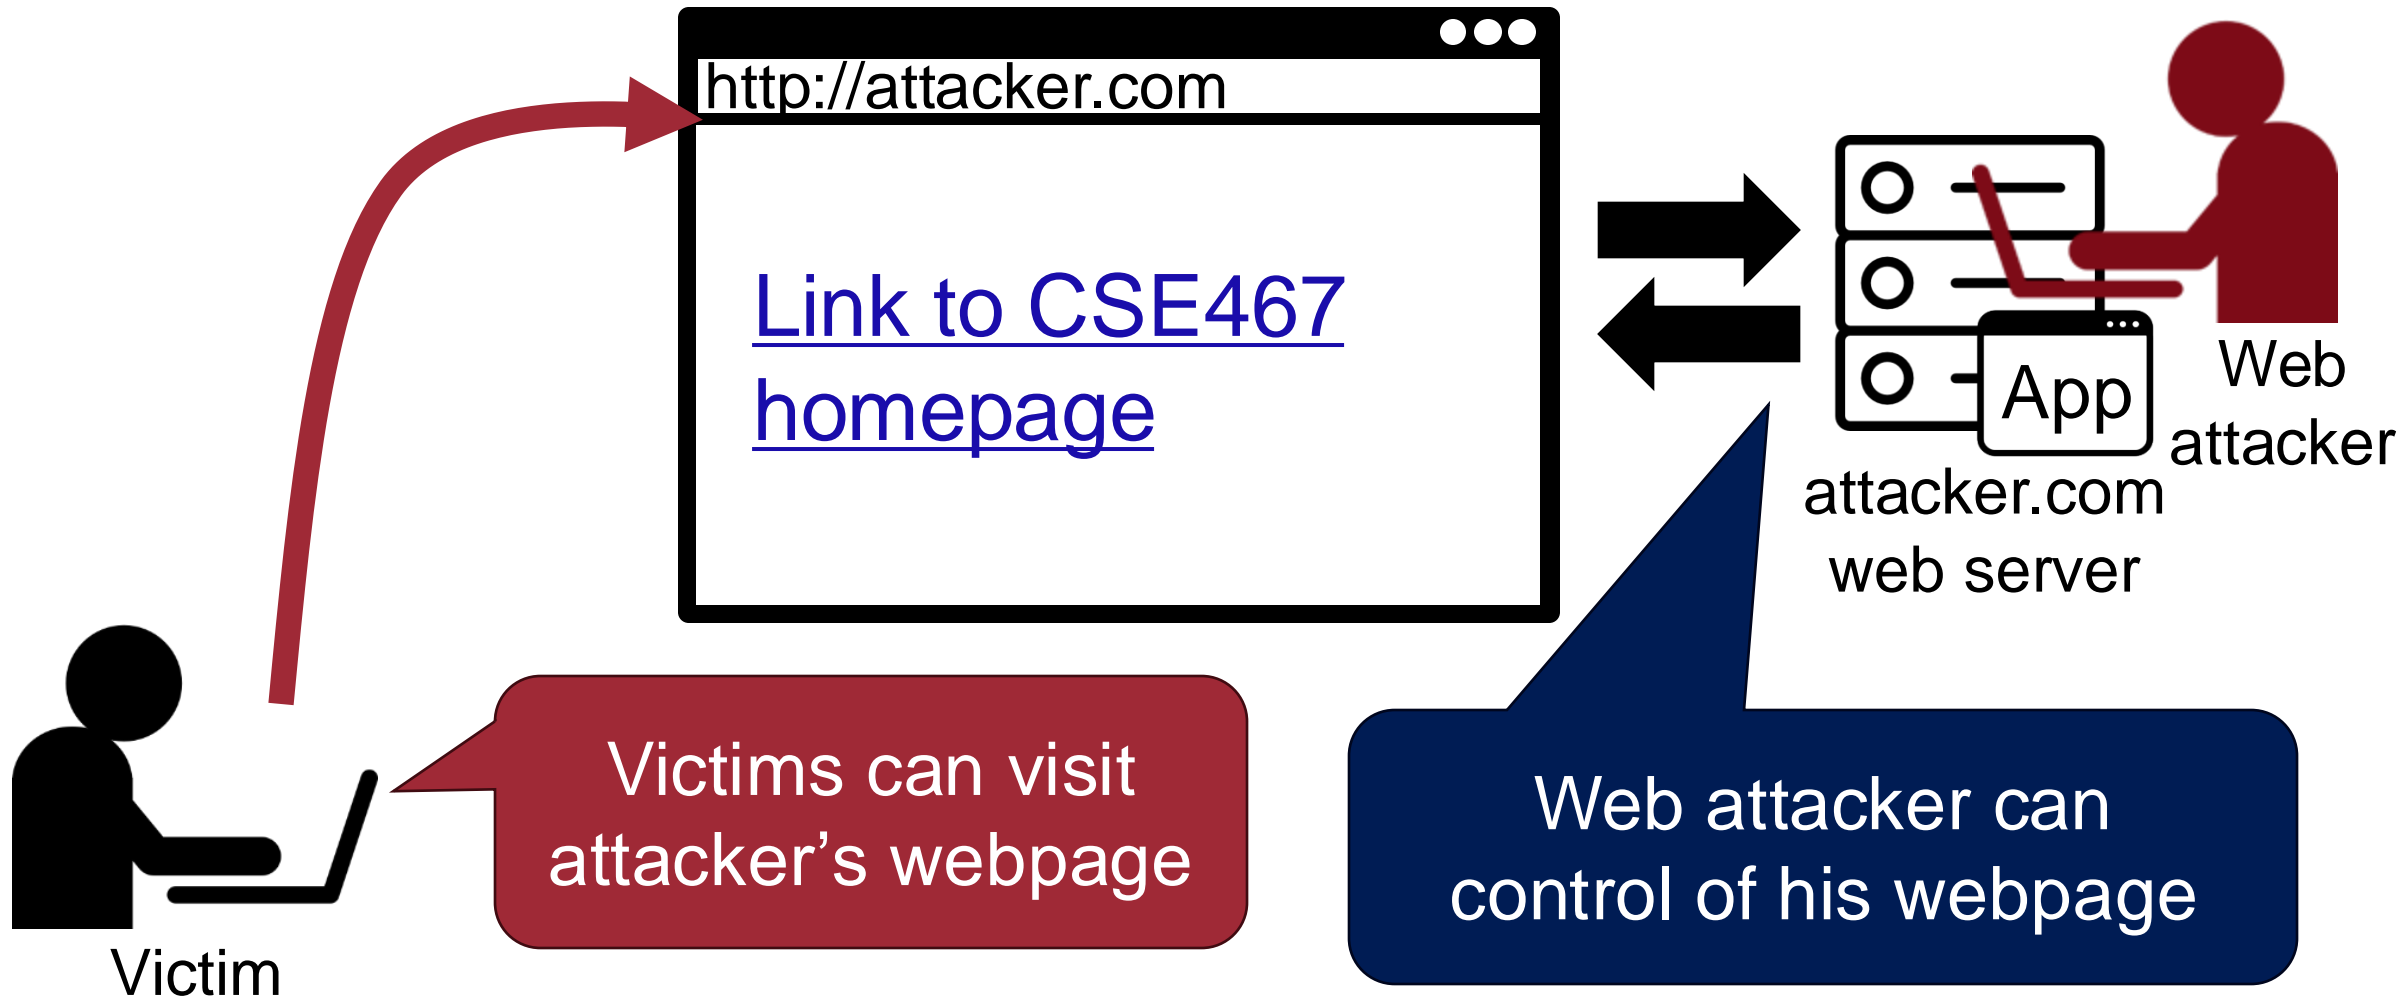 http://attacker.com
Link to CSE467
homepage
App
Web
attacker
attacker.com
web server
Victims can visit
attacker’s webpage
Web attacker can
control of his webpage
Victim